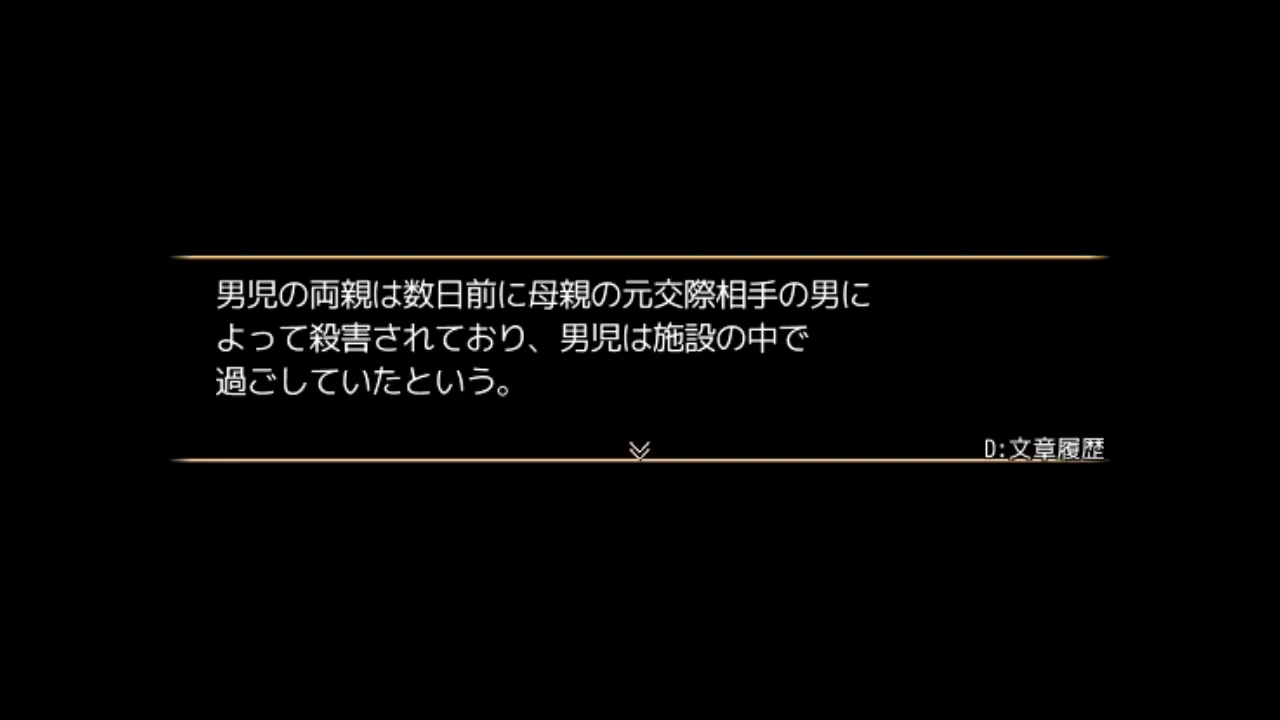 男児の両親は数日前に母親の元交際相手の男に
よって殺害されており、男児は施設の中で
過ごしていたという。
D:文章履歴